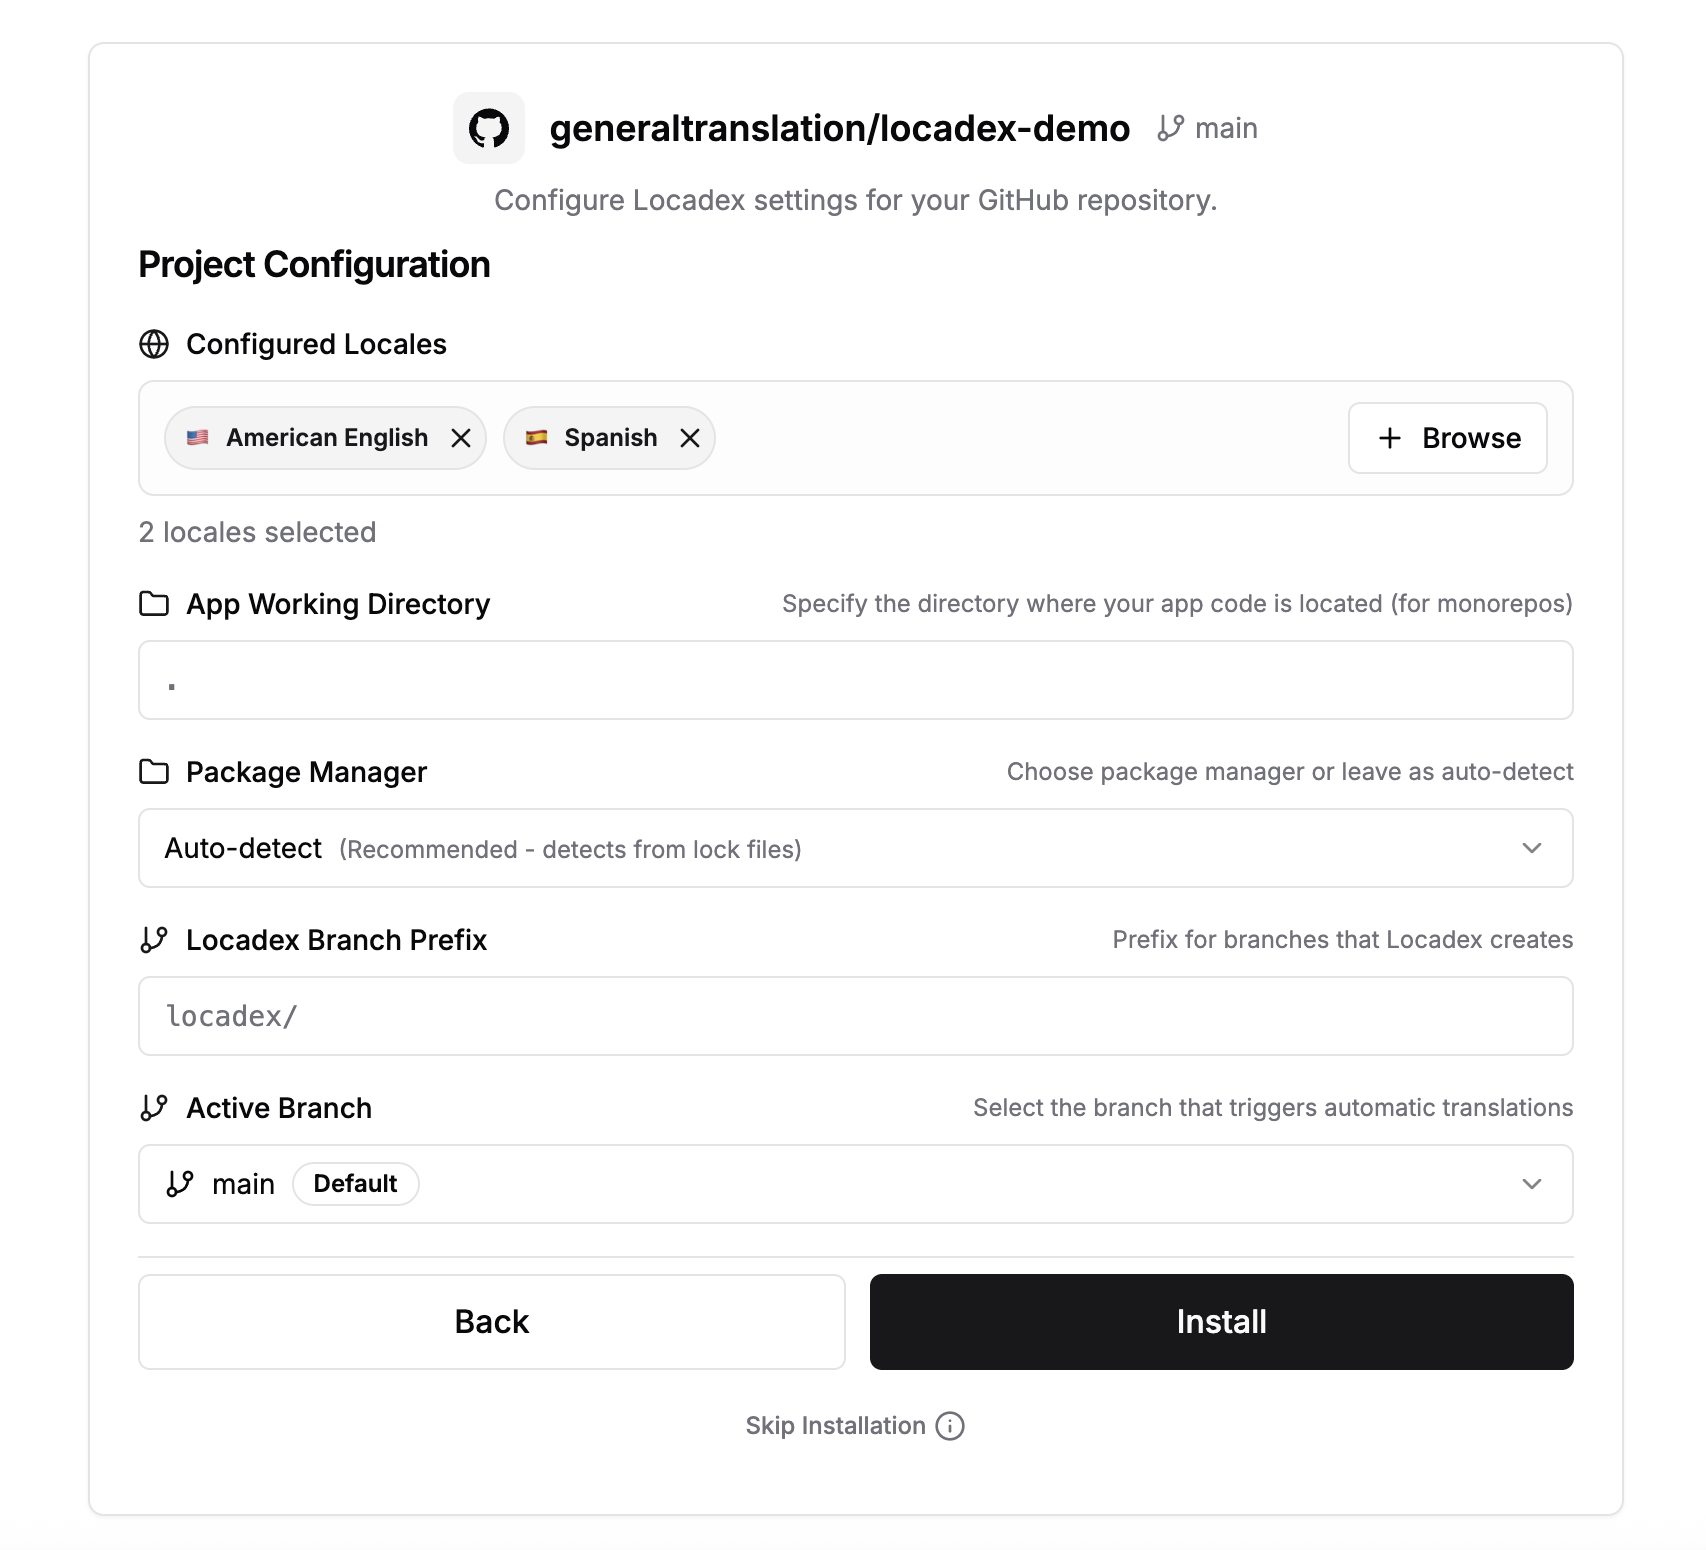 generaltranslation/locadex-demo main
Configure Locadex settings for your GitHub repository.
Project Configuration
Configured Locales
American English Spanish Browse
2 locales selected
App Working Directory Specify the directory where your app code is located (for monorepos)
.
Package Manager Choose package manager or leave as auto-detect
Auto-detect (Recommended - detects from lock files)
Locadex Branch Prefix Prefix for branches that Locadex creates
locadex/
Active Branch Select the branch that triggers automatic translations
main Default
Back Install
Skip Installation